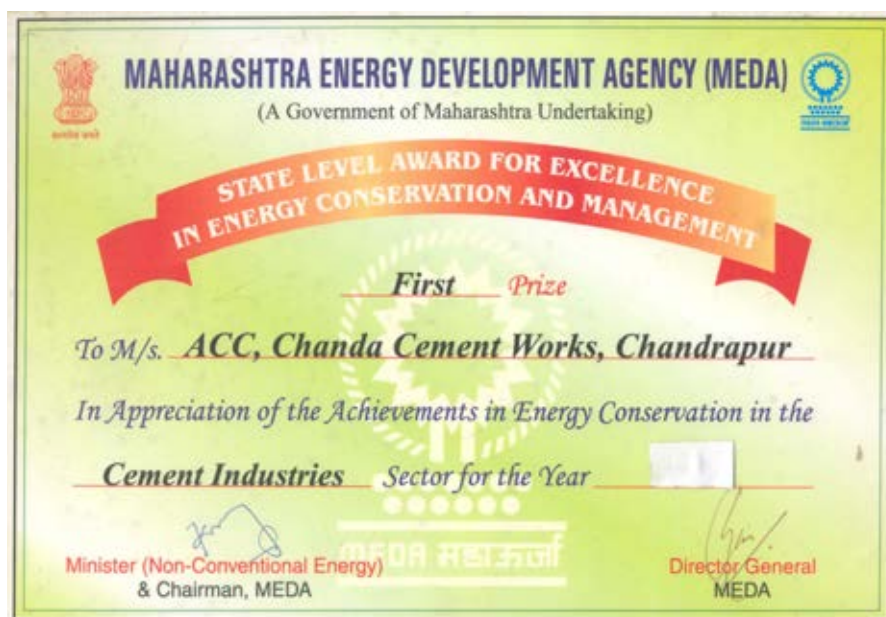 MAHARASHTRA ENERGY DEVELOPMENT AGENCY (MEDA)
(A Government of Maharashtra Undertaking)
STATE LEVEL AWARD FOR EXCELLENCE
IN ENERGY CONSERVATION AND MANAGEMENT
First Prize
To M/s. ACC, Chanda Cement Works, Chandrapur
In Appreciation of the Achievements in Energy Conservation in the
Cement Industries Sector for the Year
MEDA महाऊर्जा
Minister (Non-Conventional Energy)
& Chairman, MEDA
Director General
MEDA